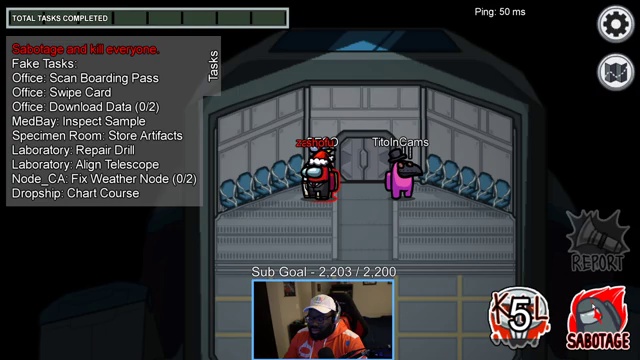 TOTAL TASKS COMPLETED
Ping: 50 ms
Sabotage and kill everyone.
Fake Tasks:
Office: Scan Boarding Pass
Office: Swipe Card
Office: Download Data (0/2)
MedBay: Inspect Sample
Specimen Room: Store Artifacts
Laboratory: Repair Drill
Laboratory: Align Telescope
Node_CA: Fix Weather Node (0/2)
Dropship: Chart Course
Tasks
TitoInCams
REPORT
Sub Goal - 2,203 / 2,200
5
SABOTAGE